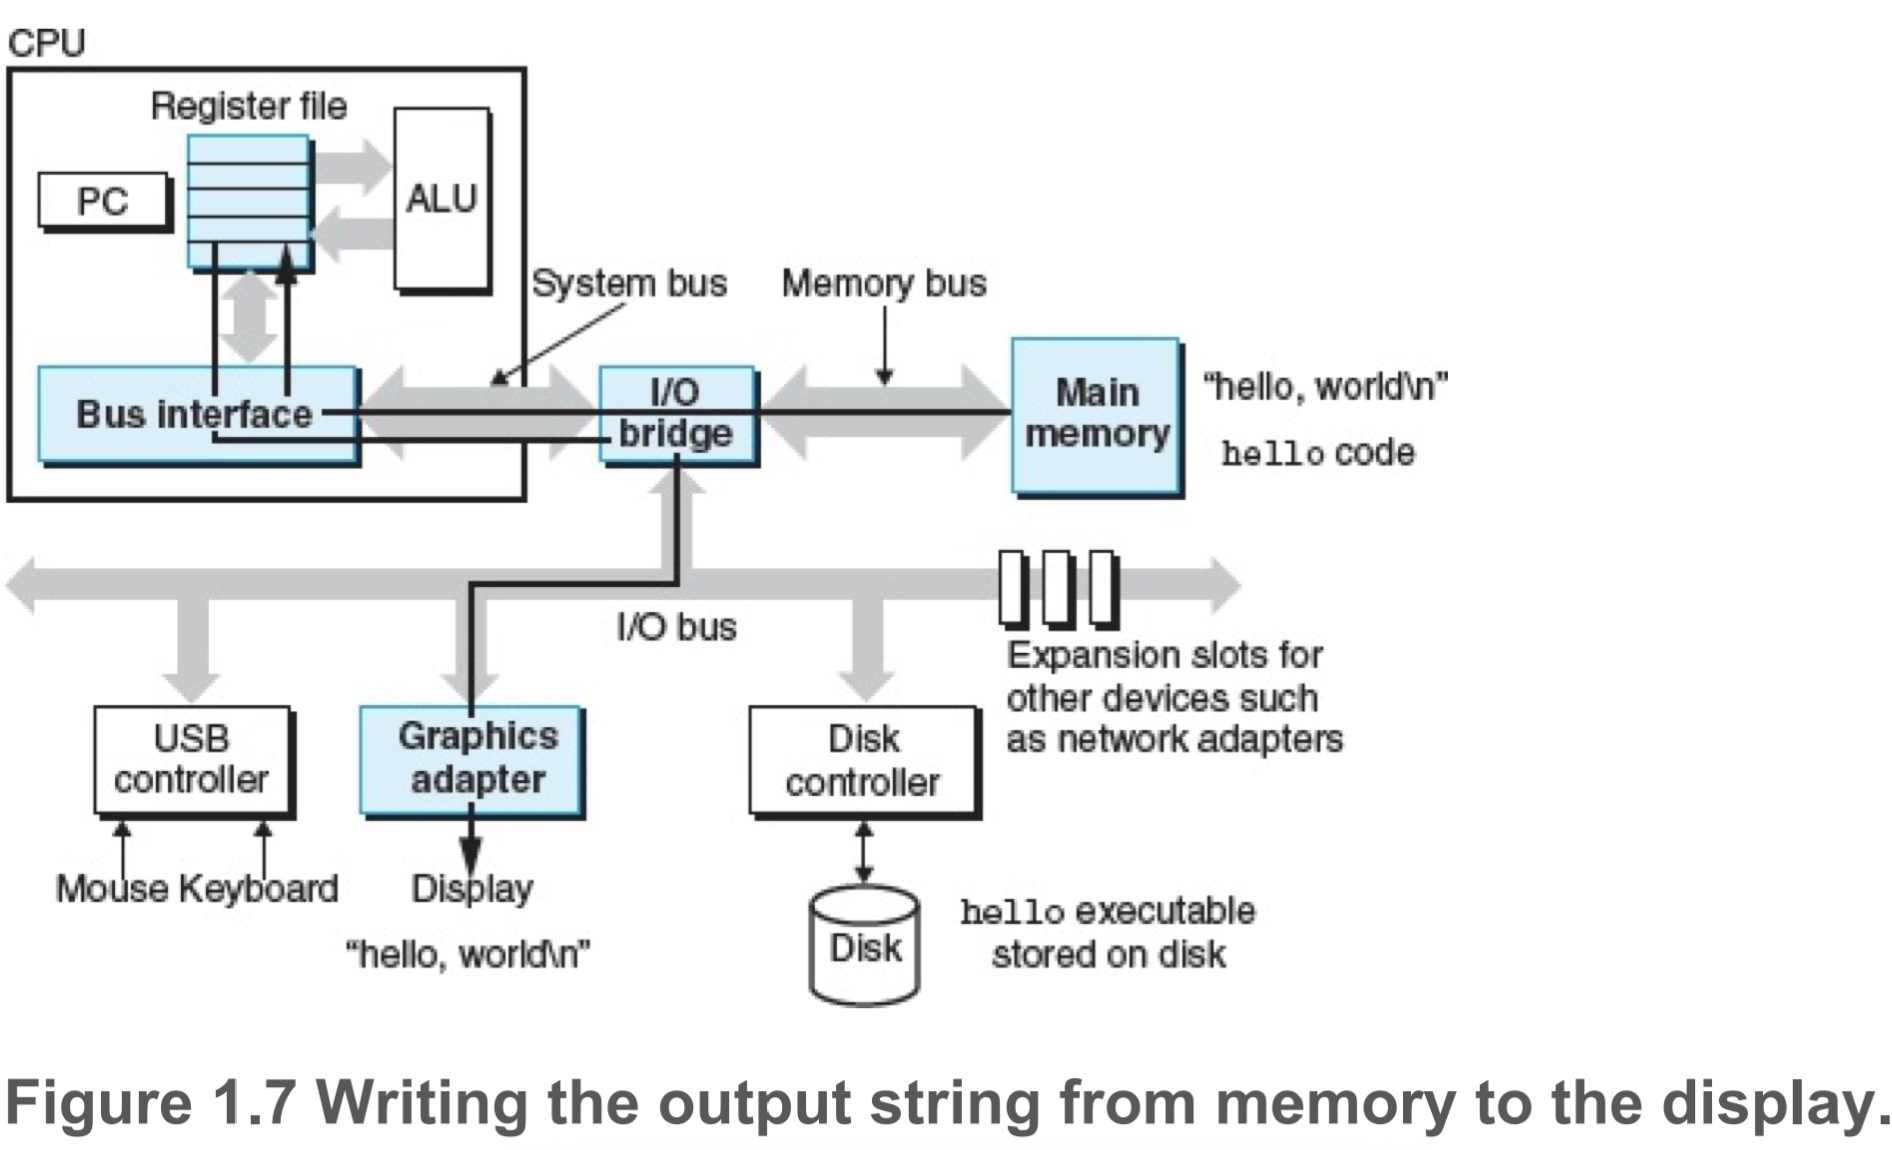 CPU
Register file
PC
ALU
System bus
Memory bus
Bus interface
I/O
bridge
Main
memory
“hello, world\n”
hello code
I/O bus
Expansion slots for
other devices such
as network adapters
USB
controller
Graphics
adapter
Disk
controller
Mouse Keyboard
Display
“hello, world\n”
Disk
hello executable
stored on disk
Figure 1.7 Writing the output string from memory to the display.